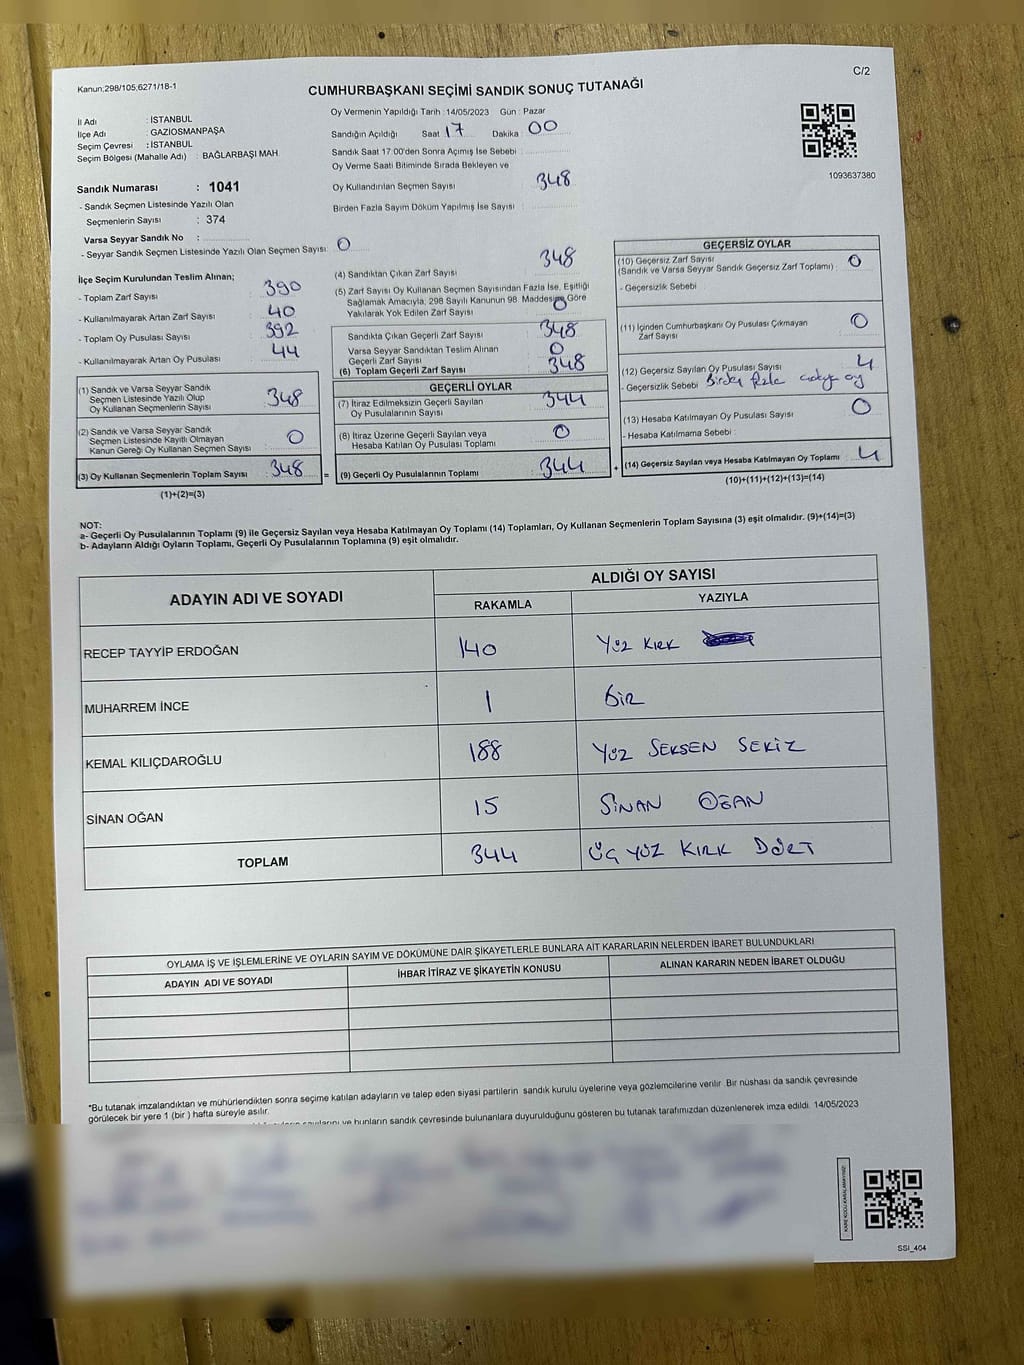 Kanun;298/105;6271/18-1
C/2
CUMHURBAŞKANI SEÇİMİ SANDIK SONUÇ TUTANAĞI
İl Adı : İSTANBUL
İlçe Adı : GAZİOSMANPAŞA
Seçim Çevresi : İSTANBUL
Seçim Bölgesi (Mahalle Adı) : BAĞLARBAŞI MAH.
Sandık Numarası : 1041
- Sandık Seçmen Listesinde Yazılı Olan
Seçmenlerin Sayısı : 374
Varsa Seyyar Sandık No :
- Seyyar Sandık Seçmen Listesinde Yazılı Olan Seçmen Sayısı: 0
Oy Vermenin Yapıldığı Tarih :14/05/2023 Gün : Pazar
Sandığın Açıldığı Saat 17 Dakika 00
Sandık Saat 17:00'den Sonra Açımış İse Sebebi :
Oy Verme Saati Bitiminde Sırada Bekleyen ve
Oy Kullandırılan Seçmen Sayısı : 348
Birden Fazla Sayım Döküm Yapılmış İse Sayısı :
1093637380
İlçe Seçim Kurulundan Teslim Alınan;
- Toplam Zarf Sayısı : 390
- Kullanılmayarak Artan Zarf Sayısı : 40
- Toplam Oy Pusulası : 392
- Kullanılmayarak Artan Oy Pusulası : 44
(1) Sandık ve Varsa Seyyar Sandık
Seçmen Listesinde Yazılı Olup
Oy Kullanan Seçmenlerin Sayısı : 348
(2) Sandık ve Varsa Seyyar Sandık
Seçmen Listesinde Kayıtlı Olmayan
Kanun Gereği Oy Kullanan Seçmen Sayısı : 0
(3) Oy Kullanan Seçmenlerin Toplam Sayısı : 348
(1)+(2)=(3)
=
(4) Sandıktan Çıkan Zarf Sayısı : 348
(5) Zarf Sayısı Oy Kullanan Seçmen Sayısından Fazla İse, Eşitliği
Sağlamak Amacıyla, 298 Sayılı Kanunun 98. Maddesine Göre
Yakılarak Yok Edilen Zarf Sayısı : 0
Sandıkta Çıkan Geçerli Zarf Sayısı : 348
Varsa Seyyar Sandıktan Teslim Alınan
Geçerli Zarf Sayısı : 0
(6) Toplam Geçerli Zarf Sayısı : 348
GEÇERLİ OYLAR
(7) İtiraz Edilmeksizin Geçerli Sayılan
Oy Pusulalarının Sayısı : 344
(8) İtiraz Üzerine Geçerli Sayılan veya
Hesaba Katılan Oy Pusulası Toplamı : 0
(9) Geçerli Oy Pusulalarının Toplamı : 344
+
GEÇERSİZ OYLAR
(10) Geçersiz Zarf Sayısı
(Sandık ve Varsa Seyyar Sandık Geçersiz Zarf Toplamı) : 0
- Geçersizlik Sebebi :
(11) İçinden Cumhurbaşkanı Oy Pusulası Çıkmayan
Zarf Sayısı : 0
(12) Geçersiz Sayılan Oy Pusulası Sayısı : 4
- Geçersizlik Sebebi : Birden fazla adaya oy
(13) Hesaba Katılmayan Oy Pusulası Sayısı : 0
- Hesaba Katılmama Sebebi :
(14) Geçersiz Sayılan veya Hesaba Katılmayan Oy Toplamı : 4
(10)+(11)+(12)+(13)=(14)
NOT:
a- Geçerli Oy Pusulalarının Toplamı (9) ile Geçersiz Sayılan veya Hesaba Katılmayan Oy Toplamı (14) Toplamları, Oy Kullanan Seçmenlerin Toplam Sayısına (3) eşit olmalıdır. (9)+(14)=(3)
b- Adayların Aldığı Oyların Toplamı, Geçerli Oy Pusulalarının Toplamına (9) eşit olmalıdır.
ADAYIN ADI VE SOYADI
ALDIĞI OY SAYISI
RAKAMLA YAZIYLA
RECEP TAYYİP ERDOĞAN 140 YÜZ KIRK
MUHARREM İNCE 1 BİR
KEMAL KILIÇDAROĞLU 188 YÜZ SEKSEN SEKİZ
SİNAN OĞAN 15 SİNAN OĞAN
TOPLAM 344 ÜÇ YÜZ KIRK DÖRT
OYLAMA İŞ VE İŞLEMLERİNE VE OYLARIN SAYIM VE DÖKÜMÜNE DAİR ŞİKAYETLERLE BUNLARA AİT KARARLARIN NELERDEN İBARET BULUNDUKLARI
ADAYIN ADI VE SOYADI İHBAR İTİRAZ VE ŞİKAYETİN KONUSU ALINAN KARARIN NEDEN İBARET OLDUĞU
*Bu tutanak imzalandıktan ve mühürlendikten sonra seçime katılan adayların ve talep eden siyasi partilerin sandık kurulu üyelerine veya gözlemcilerine verilir. Bir nüshası da sandık çevresinde
görülecek bir yere 1 (bir ) hafta süreyle asılır.
sayılarını ve bunların sandık çevresinde bulunanlara duyurulduğunu gösteren bu tutanak tarafımızdan düzenlenerek imza edildi. 14/05/2023
KARE KODU KARALAMAYINIZ!
SSI_404